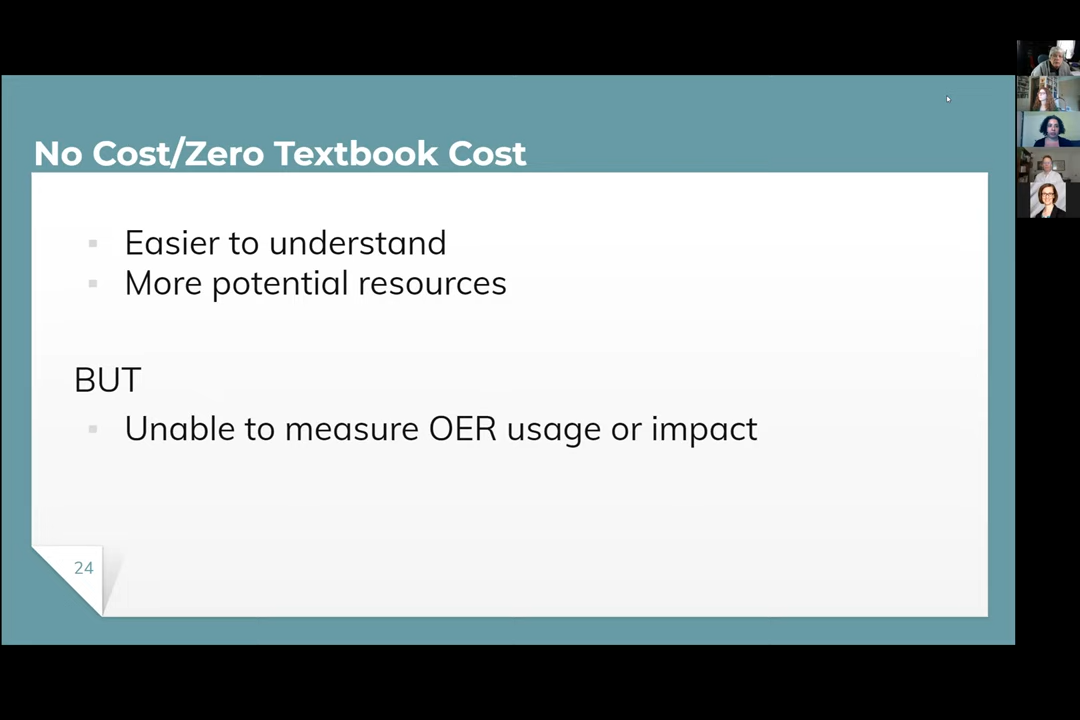 No Cost/Zero Textbook Cost
Easier to understand
More potential resources
BUT
Unable to measure OER usage or impact
24